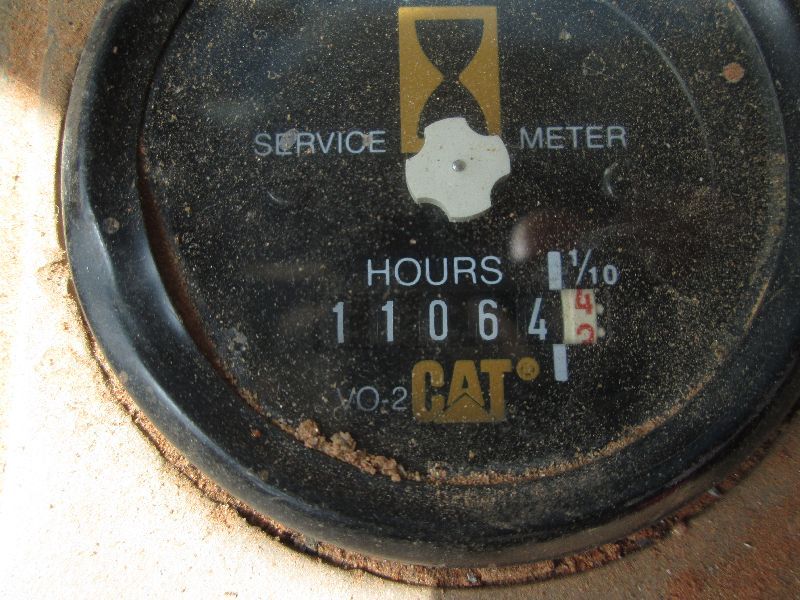 SERVICE METER
HOURS 1/10
11064
VO-2 CAT®